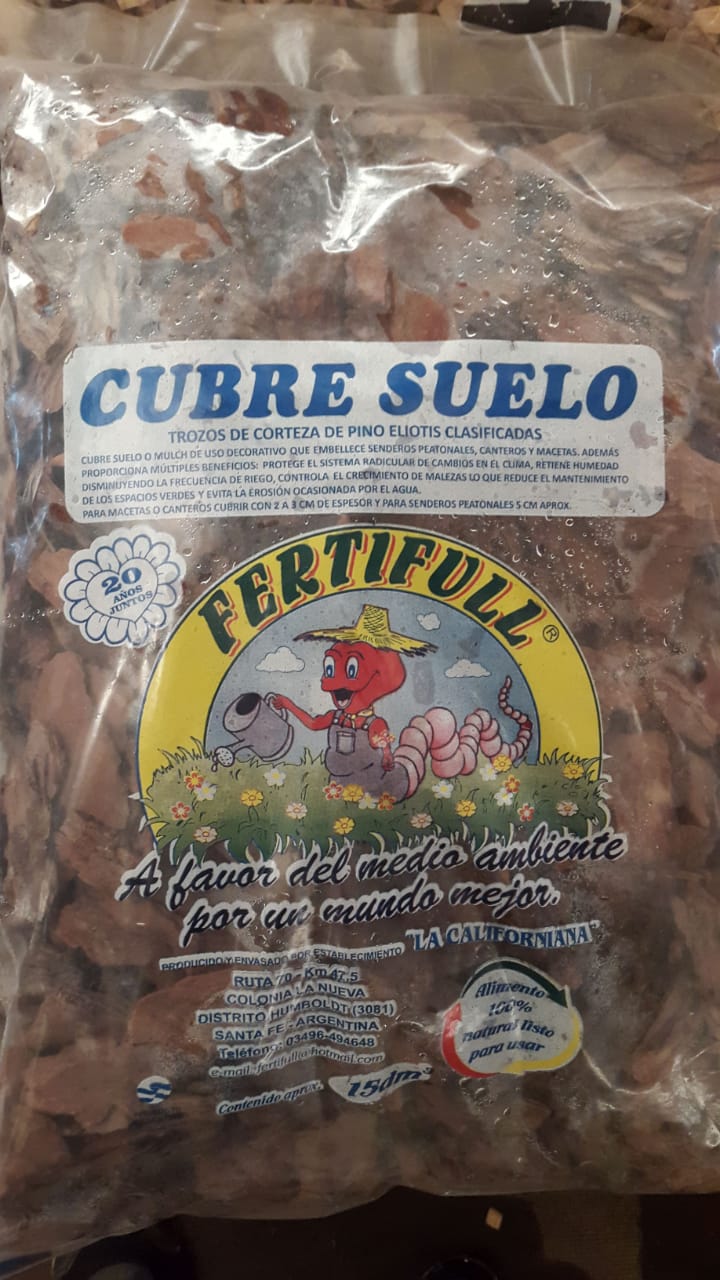 CUBRE SUELO
TROZOS DE CORTEZA DE PINO ELIOTIS CLASIFICADAS
CUBRE SUELO O MULCH DE USO DECORATIVO QUE EMBELLECE SENDEROS PEATONALES, CANTEROS Y MACETAS. ADEMÁS
PROPORCIONA MÚLTIPLES BENEFICIOS: PROTEGE EL SISTEMA RADICULAR DE CAMBIOS EN EL CLIMA, RETIENE HUMEDAD
DISMINUYENDO LA FRECUENCIA DE RIEGO, CONTROLA EL CRECIMIENTO DE MALEZAS LO QUE REDUCE EL MANTENIMIENTO
DE LOS ESPACIOS VERDES Y EVITA LA EROSIÓN OCASIONADA POR EL AGUA.
PARA MACETAS O CANTEROS CUBRIR CON 2 A 3 CM DE ESPESOR Y PARA SENDEROS PEATONALES 5 CM APROX.
20
AÑOS
JUNTOS
FERTIFULL ®
A favor del medio ambiente
por un mundo mejor.
PRODUCIDO Y ENVASADO POR ESTABLECIMIENTO "LA CALIFORNIANA"
RUTA 70 - Km 47,5
COLONIA LA NUEVA
DISTRITO HUMBOLDT (3081)
SANTA FE - ARGENTINA
Teléfono: 03496-494648
e-mail: fertifull@hotmail.com
Contenido aprox. 15dm³
Alimento
100%
natural listo
para usar